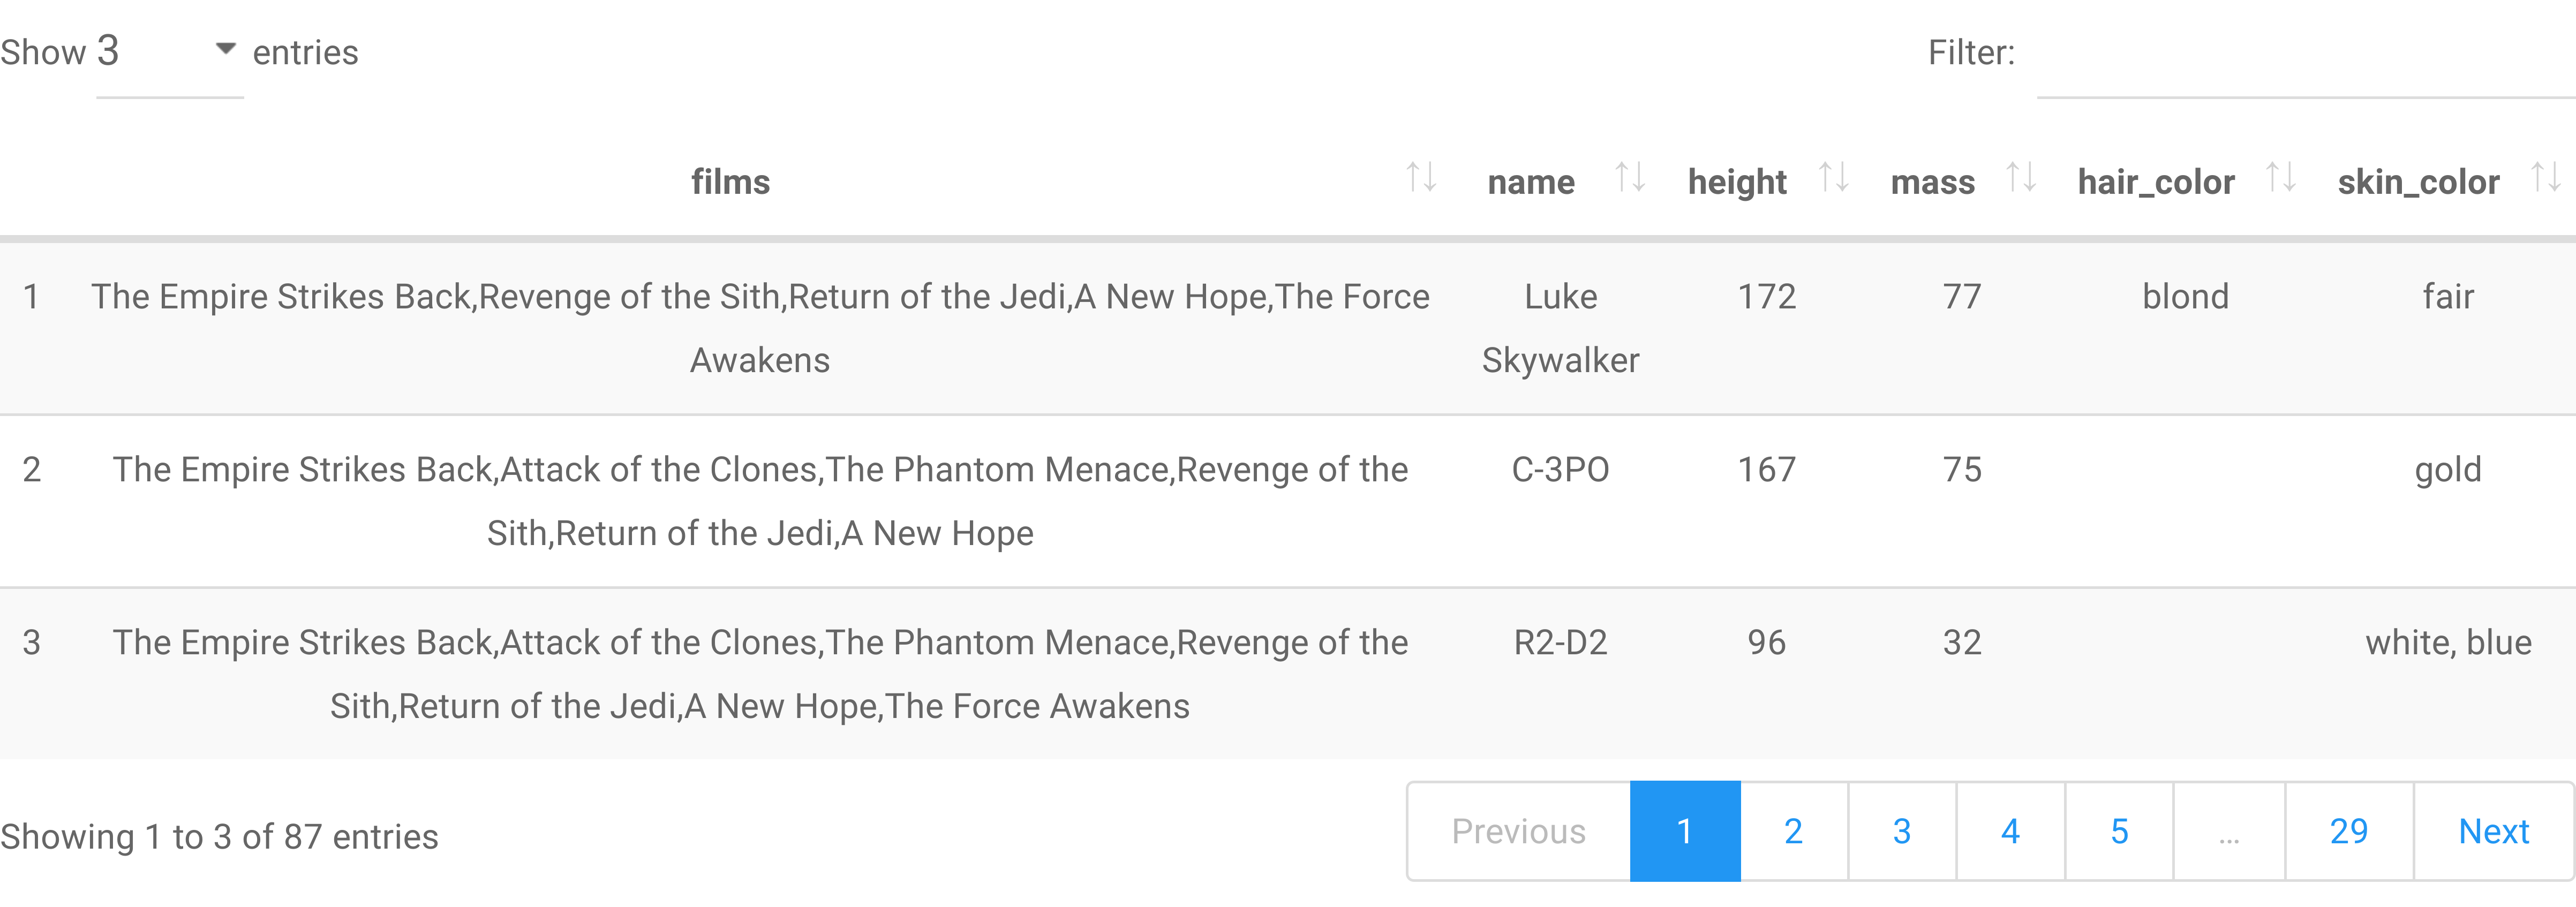 Show 3 entries Filter:
films name height mass hair_color skin_color
1 The Empire Strikes Back,Revenge of the Sith,Return of the Jedi,A New Hope,The Force Luke 172 77 blond fair
Awakens Skywalker
2 The Empire Strikes Back,Attack of the Clones,The Phantom Menace,Revenge of the C-3PO 167 75 gold
Sith,Return of the Jedi,A New Hope
3 The Empire Strikes Back,Attack of the Clones,The Phantom Menace,Revenge of the R2-D2 96 32 white, blue
Sith,Return of the Jedi,A New Hope,The Force Awakens
Showing 1 to 3 of 87 entries Previous 1 2 3 4 5 … 29 Next